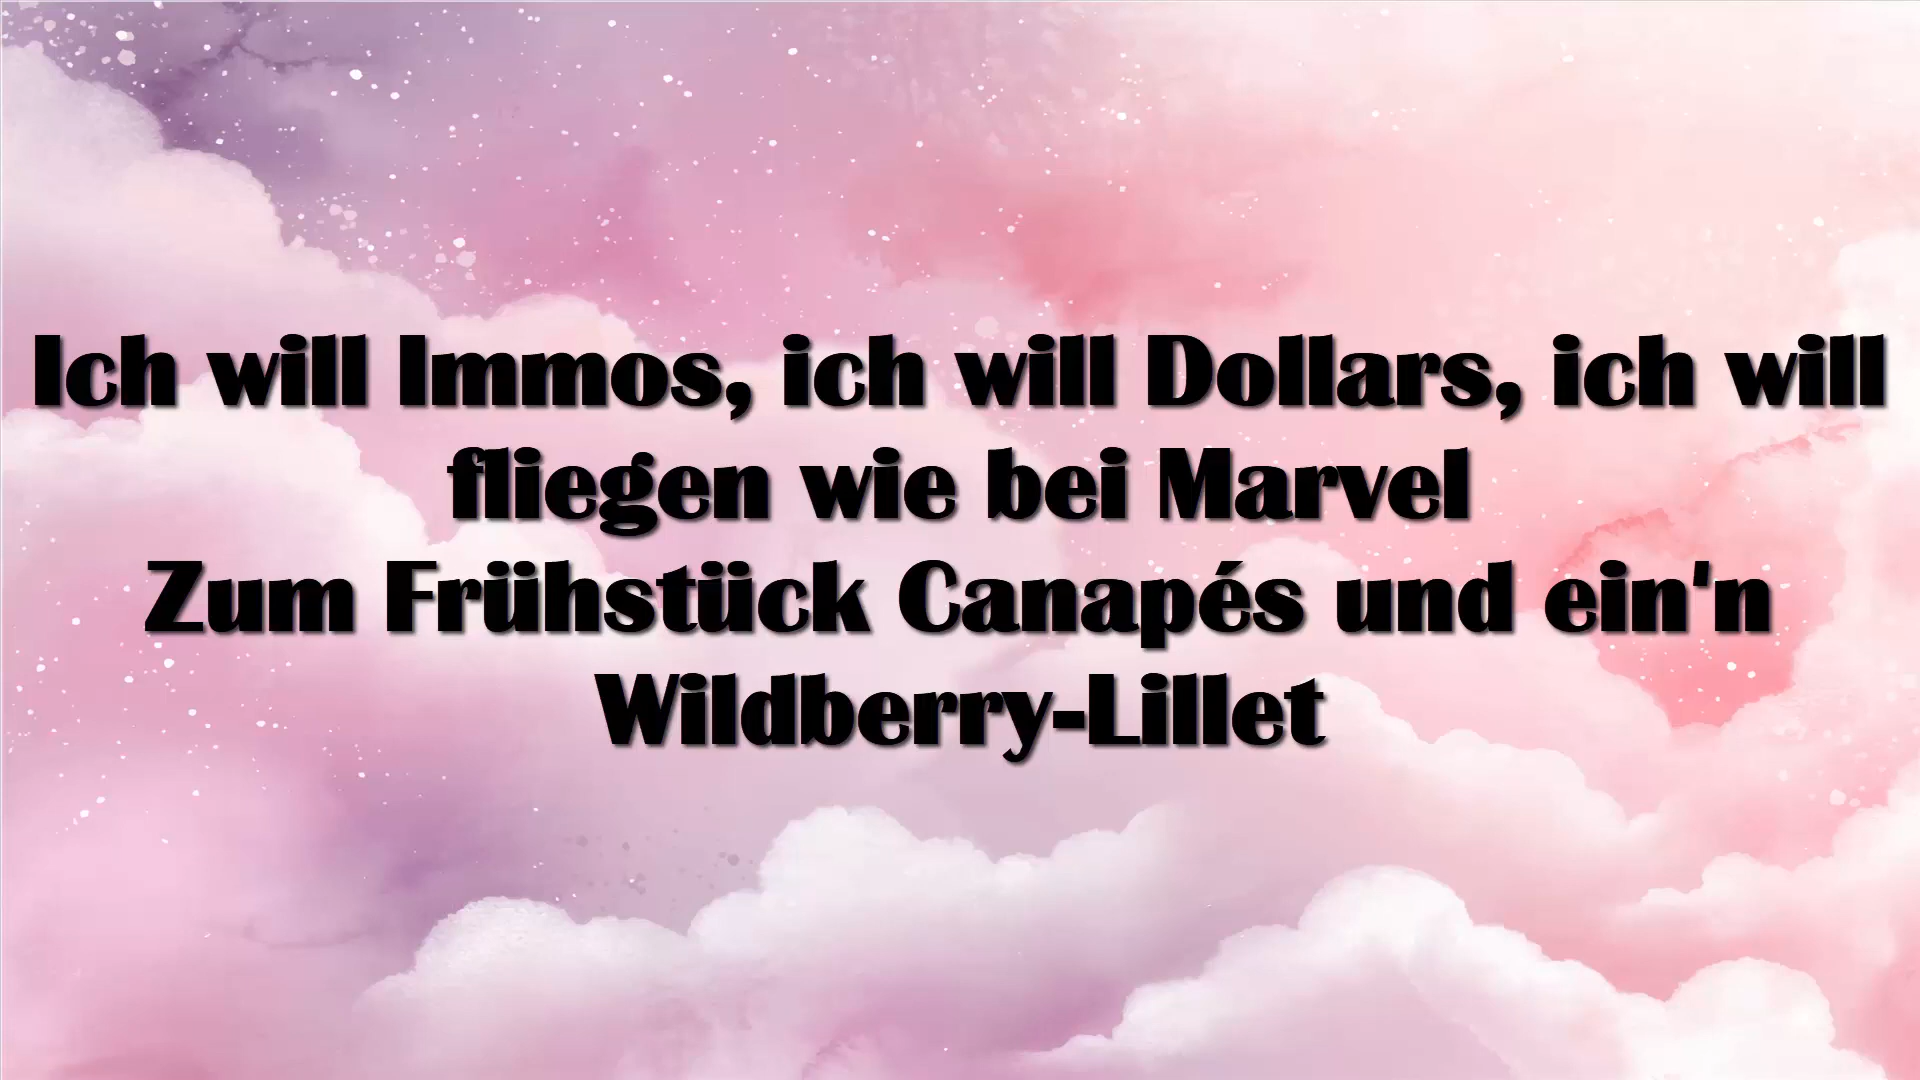 Ich will Immos, ich will Dollars, ich will
fliegen wie bei Marvel
Zum Frühstück Canapés und ein'n
Wildberry-Lillet